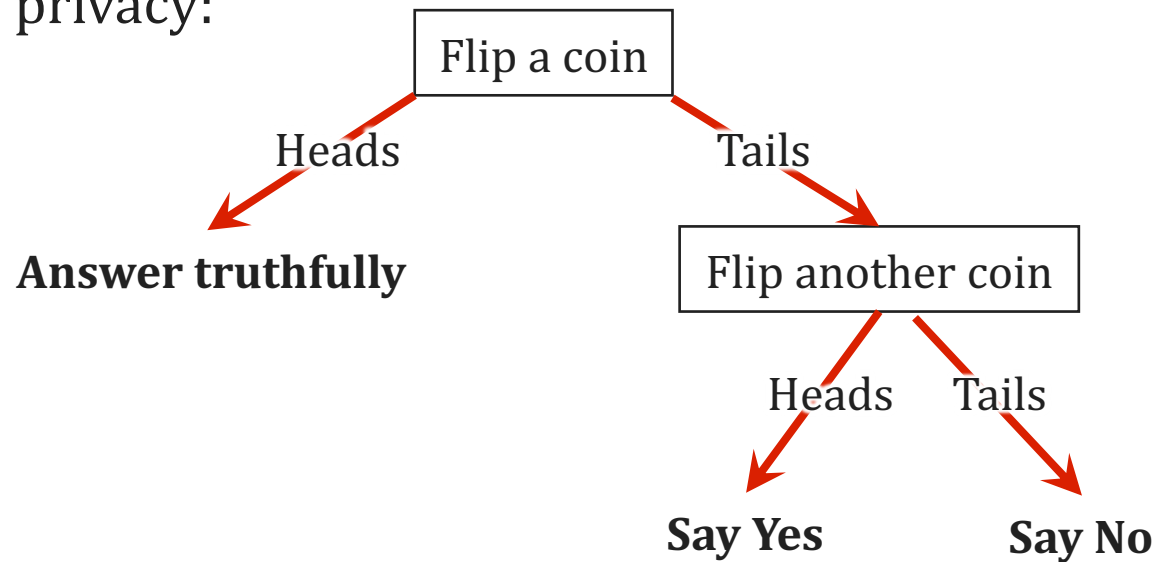 privacy:
Flip a coin
Heads
Tails
Answer truthfully
Flip another coin
Heads
Tails
Say Yes
Say No